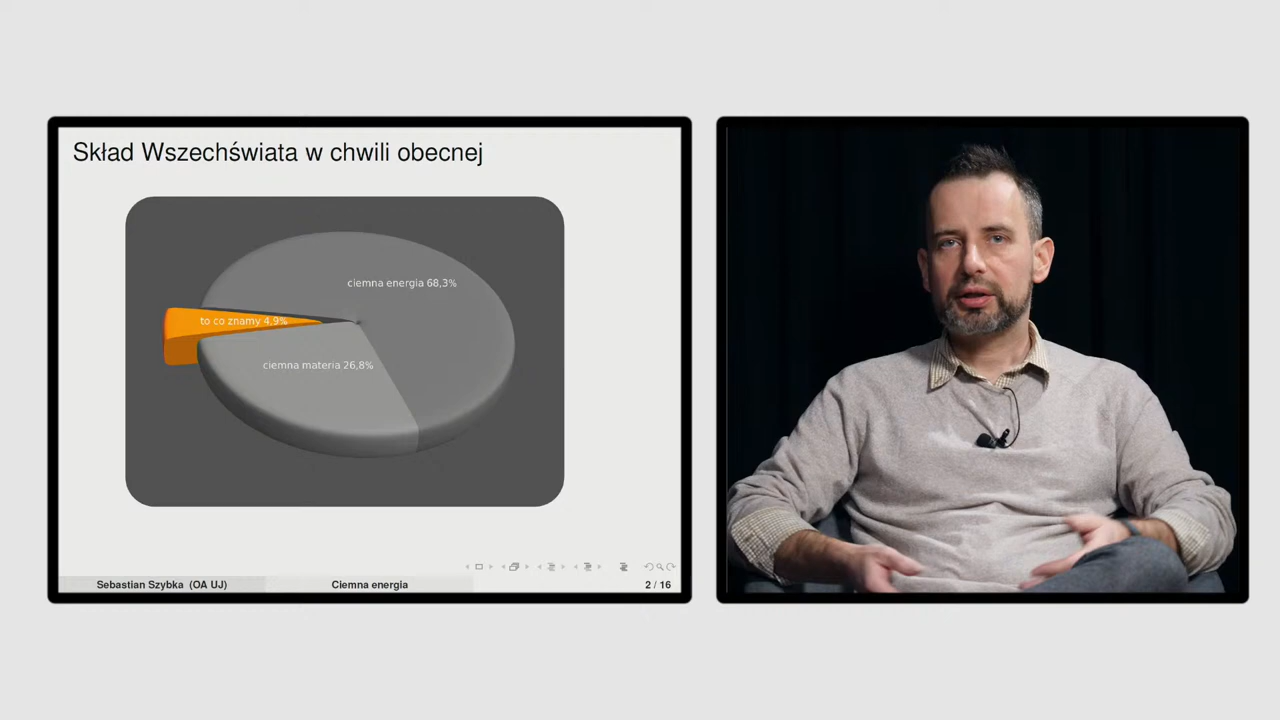 Skład Wszechświata w chwili obecnej
ciemna energia 68,3%
to co znamy 4,9%
ciemna materia 26,8%
Sebastian Szybka (OA UJ)
Ciemna energia
2 / 16